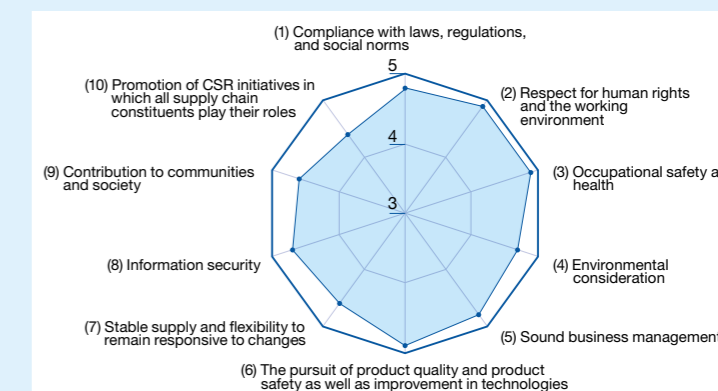 (1) Compliance with laws, regulations,
and social norms
5
(10) Promotion of CSR initiatives in
which all supply chain
constituents play their roles
(2) Respect for human rights
and the working
environment
4
(9) Contribution to communities
and society
(3) Occupational safety a
health
3
(8) Information security
(4) Environmental
consideration
(7) Stable supply and flexibility to
remain responsive to changes
(5) Sound business management
(6) The pursuit of product quality and product
safety as well as improvement in technologies